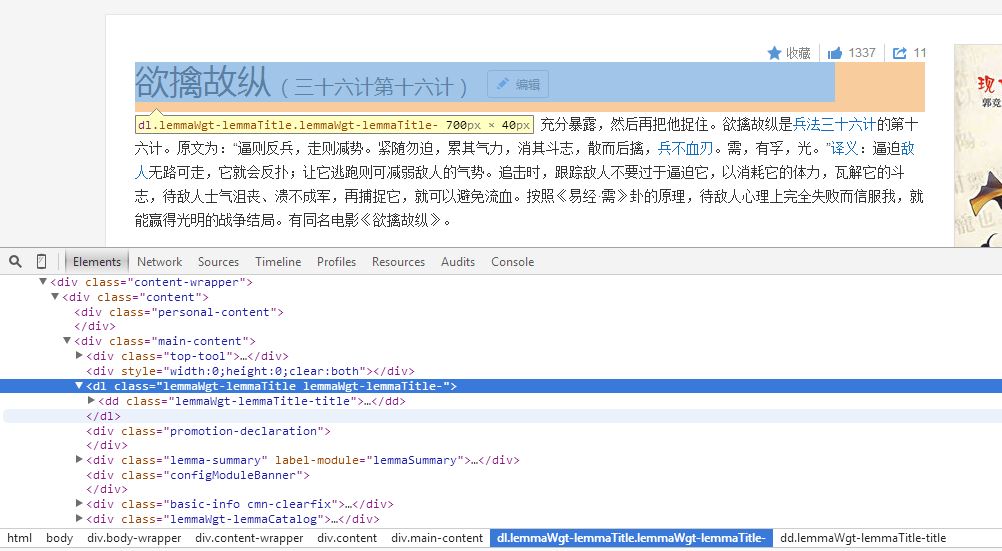 收藏 1337 11
欲擒故纵（三十六计第十六计） 编辑
dl.lemmaWgt-lemmaTitle.lemmaWgt-lemmaTitle- 700px × 40px
充分暴露，然后再把他捉住。欲擒故纵是兵法三十六计的第十
六计。原文为：“逼则反兵，走则减势。紧随勿迫，累其气力，消其斗志，散而后擒，兵不血刃。需，有孚，光。”译义：逼迫敌
人无路可走，它就会反扑；让它逃跑则可减弱敌人的气势。追击时，跟踪敌人不要过于逼迫它，以消耗它的体力，瓦解它的斗
志，待敌人士气沮丧、溃不成军，再捕捉它，就可以避免流血。按照《易经·需》卦的原理，待敌人心理上完全失败而信服我，就
能赢得光明的战争结局。有同名电影《欲擒故纵》。
Elements Network Sources Timeline Profiles Resources Audits Console
▼<div class="content-wrapper">
▼<div class="content">
<div class="personal-content">
</div>
▼<div class="main-content">
▶<div class="top-tool">…</div>
<div style="width:0;height:0;clear:both"></div>
▼<dl class="lemmaWgt-lemmaTitle lemmaWgt-lemmaTitle-">
▶<dd class="lemmaWgt-lemmaTitle-title">…</dd>
</dl>
<div class="promotion-declaration">
</div>
▶<div class="lemma-summary" label-module="lemmaSummary">…</div>
<div class="configModuleBanner">
</div>
▶<div class="basic-info cmn-clearfix">…</div>
▶<div class="lemmaWgt-lemmaCatalog">…</div>
html body div.body-wrapper div.content-wrapper div.content div.main-content dl.lemmaWgt-lemmaTitle.lemmaWgt-lemmaTitle- dd.lemmaWgt-lemmaTitle-title